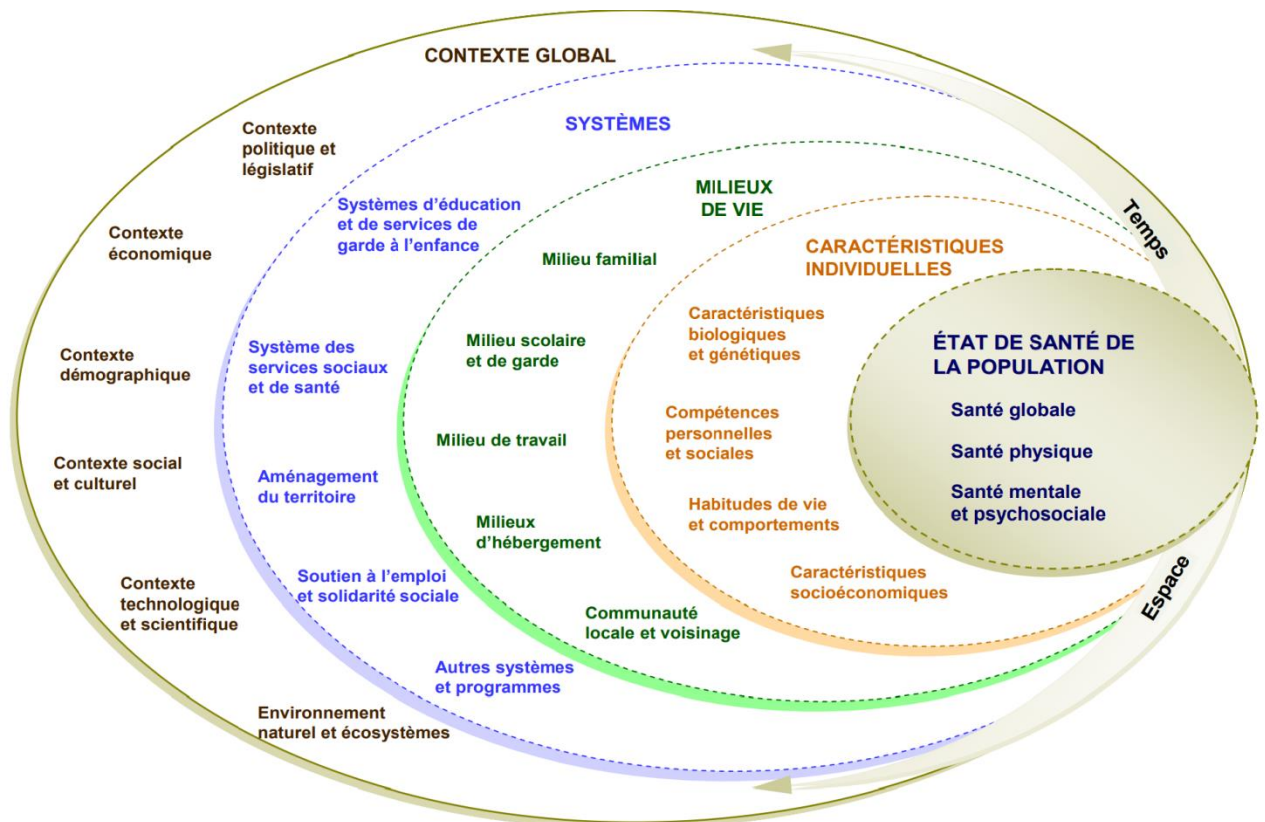 CONTEXTE GLOBAL
Contexte
politique et
législatif
Contexte
économique
Contexte
démographique
Contexte social
et culturel
Contexte
technologique
et scientifique
Environnement
naturel et écosystèmes
SYSTÈMES
Systèmes d’éducation
et de services de
garde à l’enfance
Système des
services sociaux
et de santé
Aménagement
du territoire
Soutien à l’emploi
et solidarité sociale
Autres systèmes
et programmes
MILIEUX
DE VIE
Milieu familial
Milieu scolaire
et de garde
Milieu de travail
Milieux
d’hébergement
Communauté
locale et voisinage
CARACTÉRISTIQUES
INDIVIDUELLES
Caractéristiques
biologiques
et génétiques
Compétences
personnelles
et sociales
Habitudes de vie
et comportements
Caractéristiques
socioéconomiques
ÉTAT DE SANTÉ DE
LA POPULATION
Santé globale
Santé physique
Santé mentale
et psychosociale
Temps
Espace